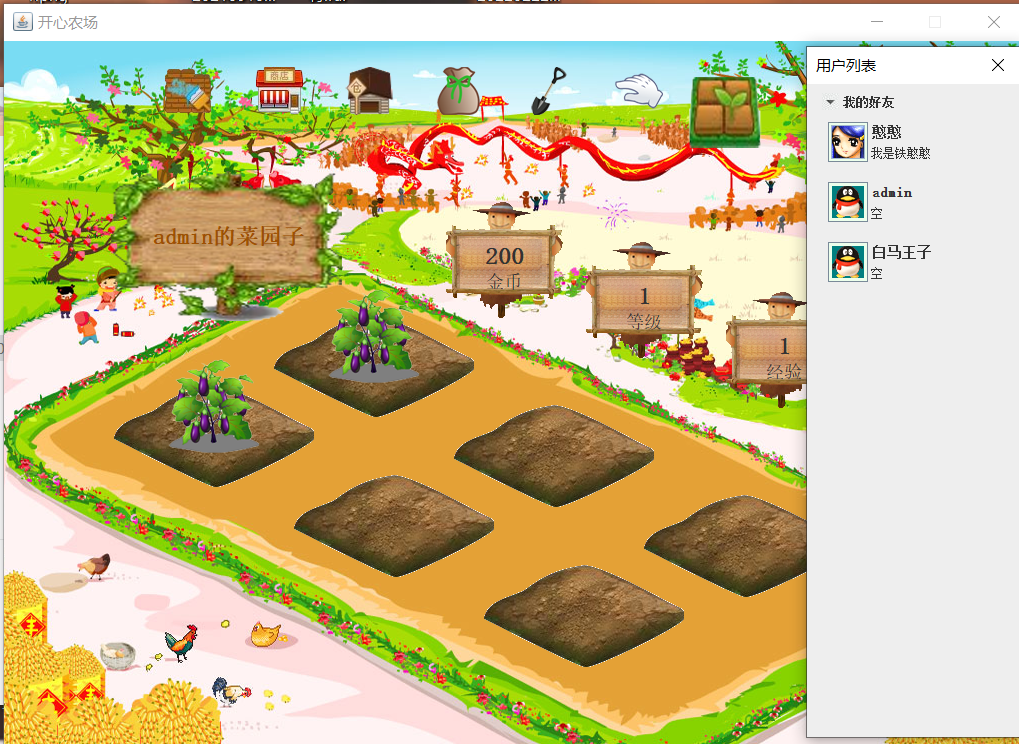 开心农场
商店
用户列表
我的好友
憨憨
我是铁憨憨
admin
空
白马王子
空
admin的菜园子
200
金币
1
等级
1
经验